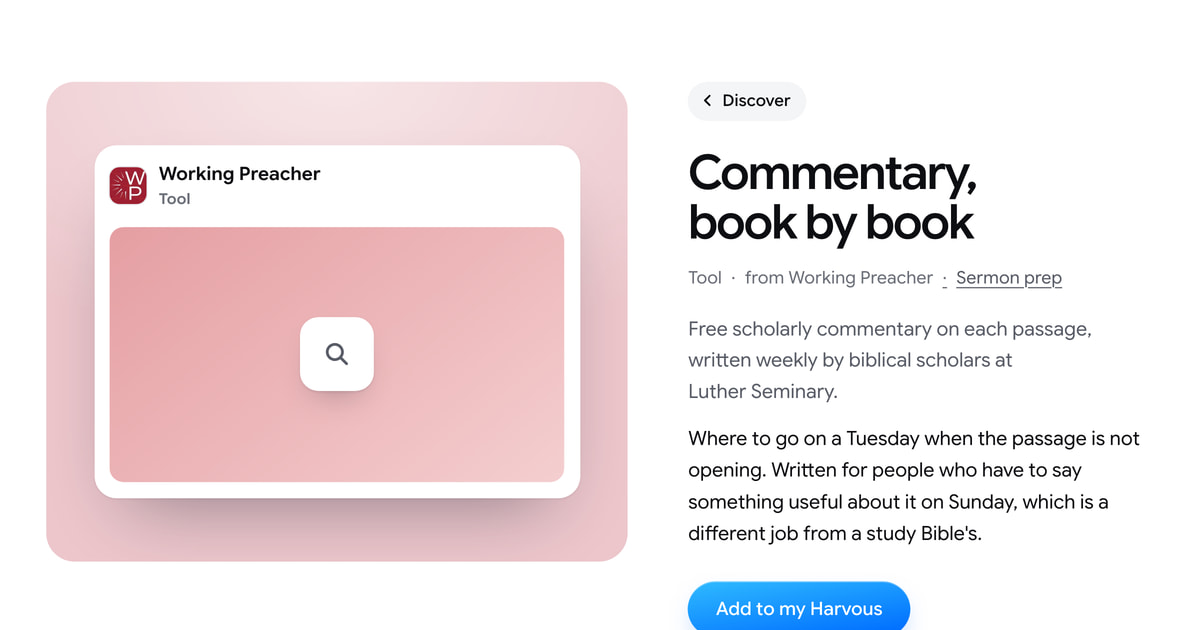 WP
Working Preacher
Tool
Discover
Commentary,
book by book
Tool · from Working Preacher · Sermon prep
Free scholarly commentary on each passage,
written weekly by biblical scholars at
Luther Seminary.
Where to go on a Tuesday when the passage is not
opening. Written for people who have to say
something useful about it on Sunday, which is a
different job from a study Bible's.
Add to my Harvous